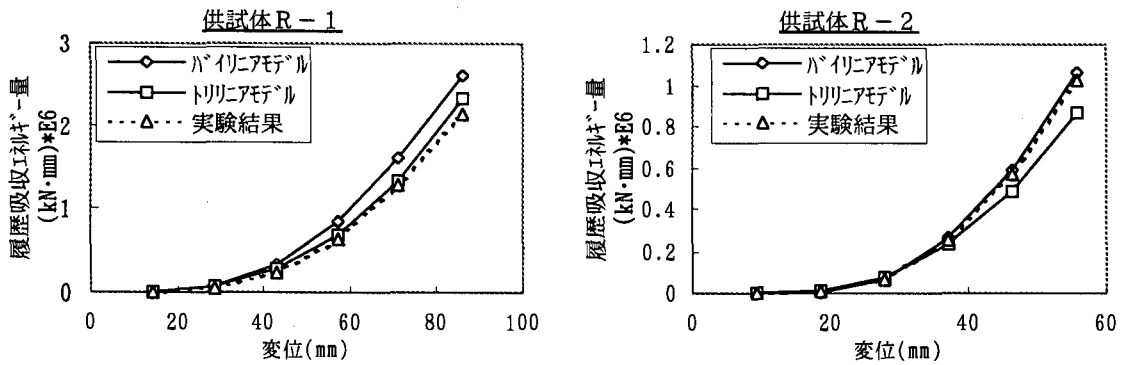 供試体R－1
3
2
1
0
履歴吸収ｴﾈﾙｷﾞｰ量
(kN･mm)*E6
ﾊﾞｲﾘﾆｱﾓﾃﾞﾙ
ﾄﾘﾘﾆｱﾓﾃﾞﾙ
実験結果
0 20 40 60 80 100
変位(mm)
供試体R－2
1.2
1
0.8
0.6
0.4
0.2
0
履歴吸収ｴﾈﾙｷﾞｰ量
(kN･mm)*E6
ﾊﾞｲﾘﾆｱﾓﾃﾞﾙ
ﾄﾘﾘﾆｱﾓﾃﾞﾙ
実験結果
0 20 40 60
変位(mm)